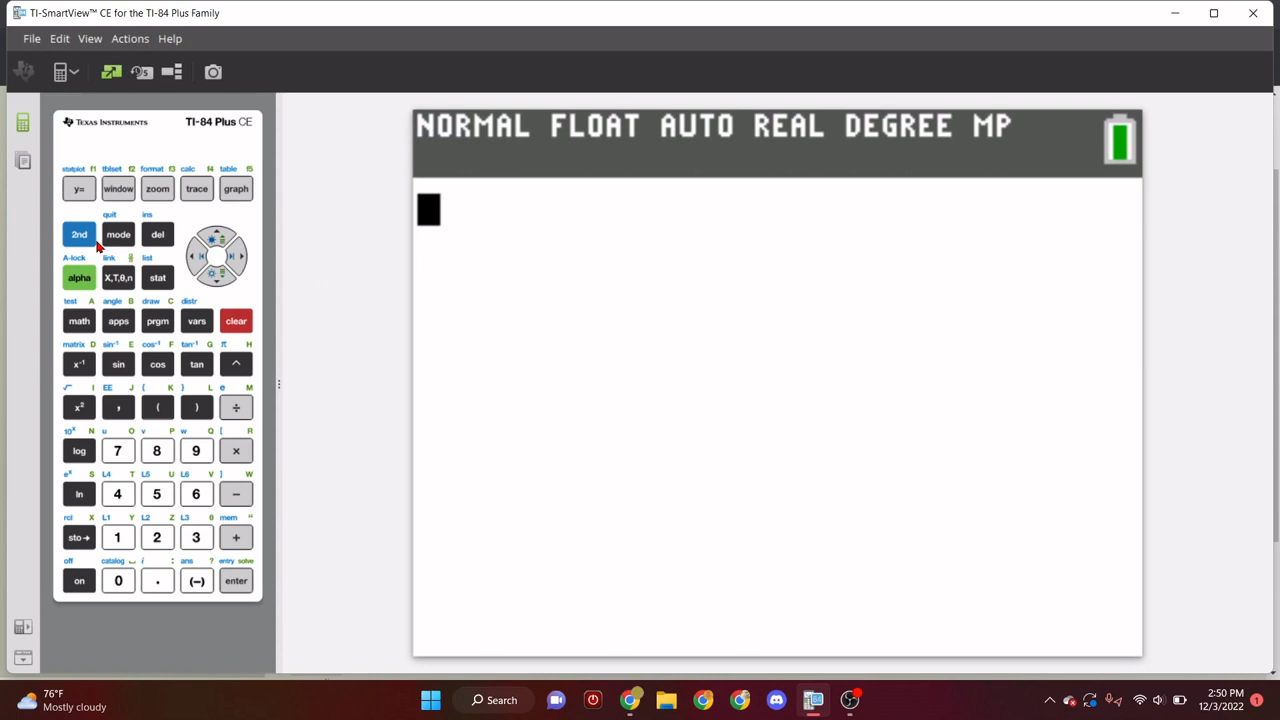 TI-SmartView™ CE for the TI-84 Plus Family
File Edit View Actions Help
TEXAS INSTRUMENTS TI-84 Plus CE
statplot f1 tblset f2 format f3 calc f4 table f5
y= window zoom trace graph
quit ins
2nd mode del
A-lock link list
alpha X,T,θ,n stat
test A angle B draw C distr
math apps prgm vars clear
matrix D sin⁻¹ E cos⁻¹ F tan⁻¹ G π H
x⁻¹ sin cos tan ^
√ I EE J { K } L e M
x² , ( ) ÷
10ˣ N u O v P w Q [ R
log 7 8 9 ×
eˣ S L4 T L5 U L6 V ] W
ln 4 5 6 −
rcl X L1 Y L2 Z L3 θ mem "
sto→ 1 2 3 +
off catalog ⎵ i : ans ? entry solve
on 0 . (−) enter
NORMAL FLOAT AUTO REAL DEGREE MP
76°F
Mostly cloudy
Search
2:50 PM
12/3/2022
1